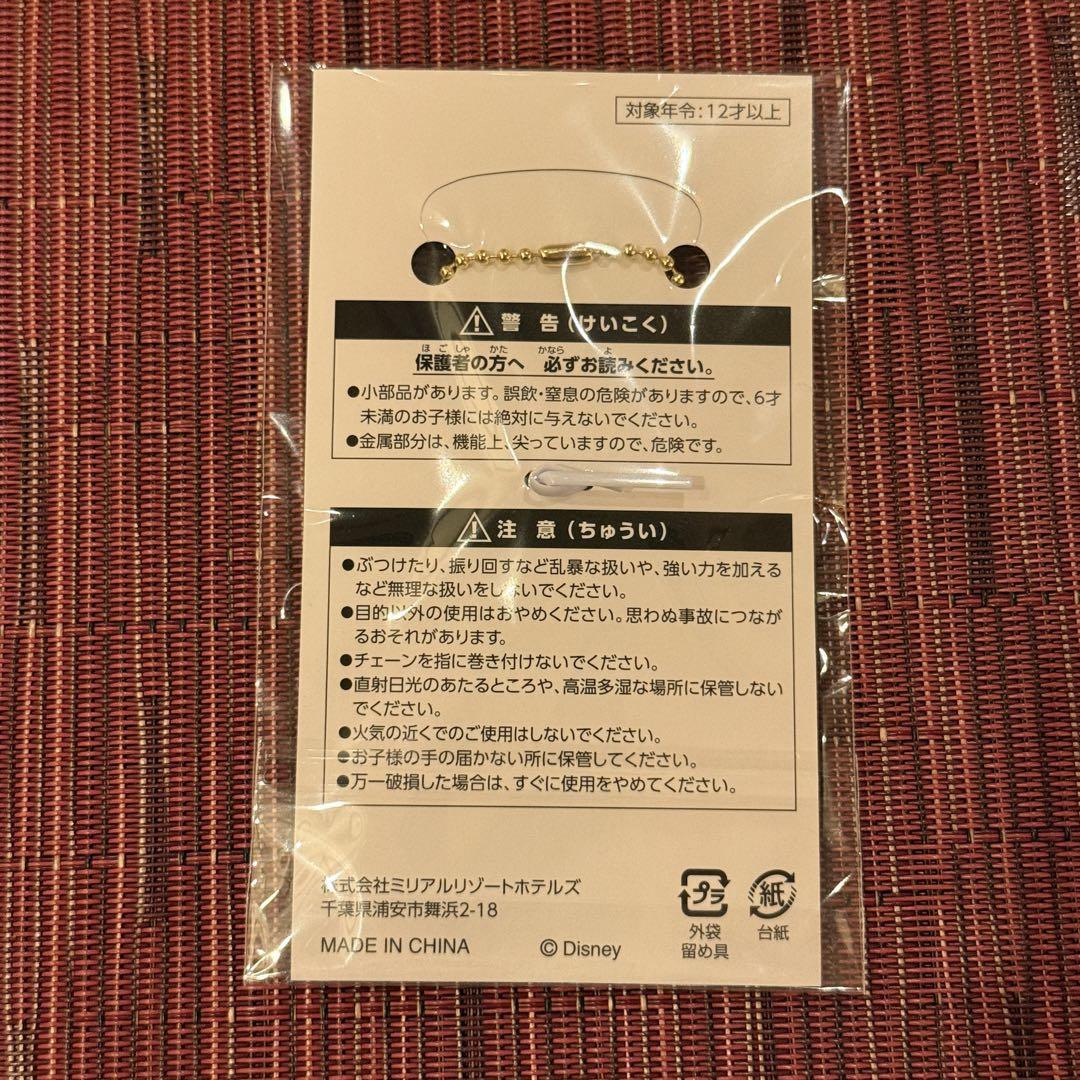 対象年令:12才以上
警告(けいこく)
ほごしゃ かた かなら よ
保護者の方へ 必ずお読みください。
●小部品があります。誤飲・窒息の危険がありますので、6才
未満のお子様には絶対に与えないでください。
●金属部分は、機能上、尖っていますので、危険です。
注意(ちゅうい)
●ぶつけたり、振り回すなど乱暴な扱いや、強い力を加える
など無理な扱いをしないでください。
●目的以外の使用はおやめください。思わぬ事故につなが
るおそれがあります。
●チェーンを指に巻き付けないでください。
●直射日光のあたるところや、高温多湿な場所に保管しない
でください。
●火気の近くでのご使用はしないでください。
●お子様の手の届かない所に保管してください。
●万一破損した場合は、すぐに使用をやめてください。
株式会社ミリアルリゾートホテルズ
千葉県浦安市舞浜2-18
MADE IN CHINA © Disney
プラ
外袋
留め具
紙
台紙